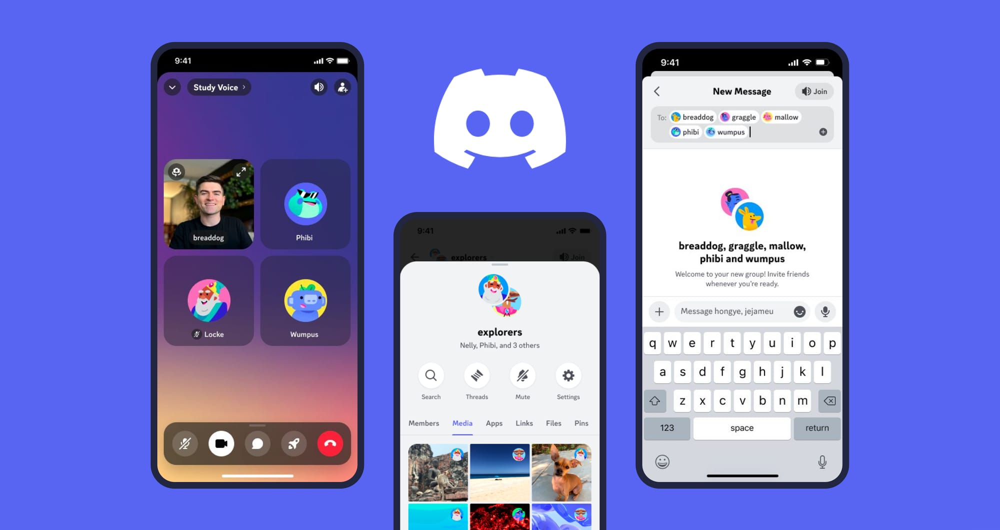 9:41
Study Voice
breaddog
Phibi
Locke
Wumpus
9:41
explorers
Join
explorers
Nelly, Phibi, and 3 others
Search
Threads
Mute
Settings
Members Media Apps Links Files Pins
9:41
New Message
Join
To: breaddog graggle mallow
phibi wumpus
breaddog, graggle, mallow,
phibi and wumpus
Welcome to your new group! Invite friends
whenever you're ready.
Message hongye, jejameu
q w e r t y u i o p
a s d f g h j k l
z x c v b n m
123 space return